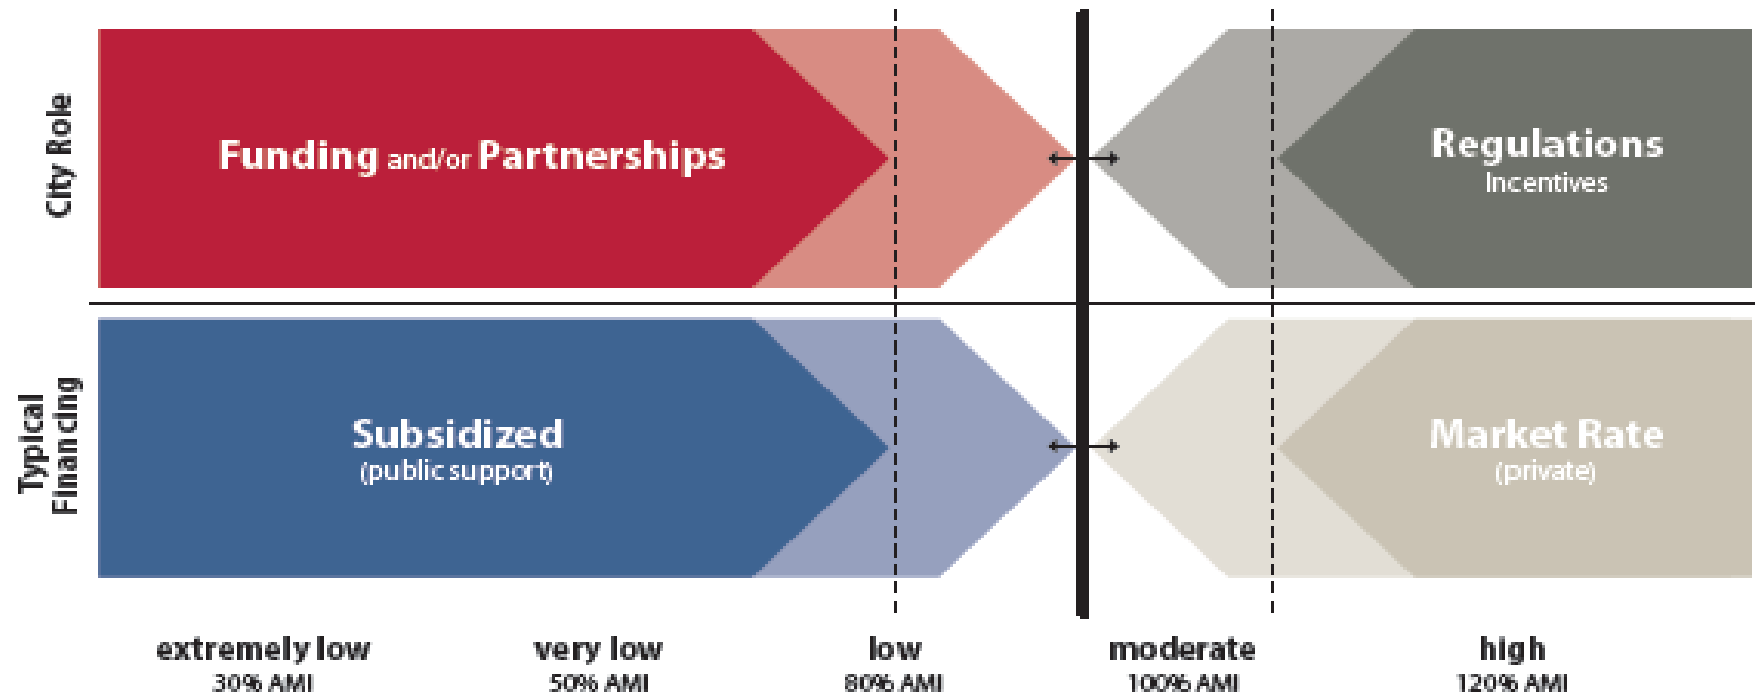 City Role
Funding and/or Partnerships
Regulations
Incentives
Typical
Financing
Subsidized
(public support)
Market Rate
(private)
extremely low
30% AMI
very low
50% AMI
low
80% AMI
moderate
100% AMI
high
120% AMI